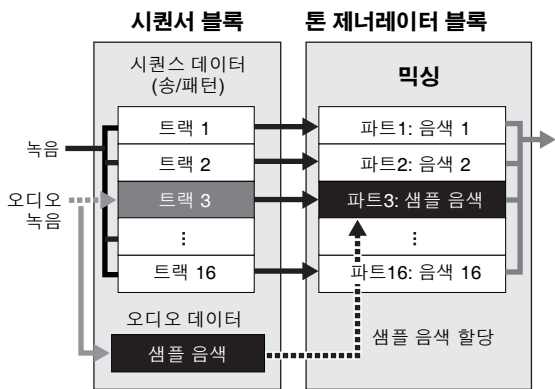 시퀀서 블록
톤 제너레이터 블록
시퀀스 데이터
(송/패턴)
믹싱
녹음
트랙 1
파트1: 음색 1
트랙 2
파트2: 음색 2
오디오
녹음
트랙 3
파트3: 샘플 음색
⋮
⋮
트랙 16
파트16: 음색 16
오디오 데이터
샘플 음색
샘플 음색 할당